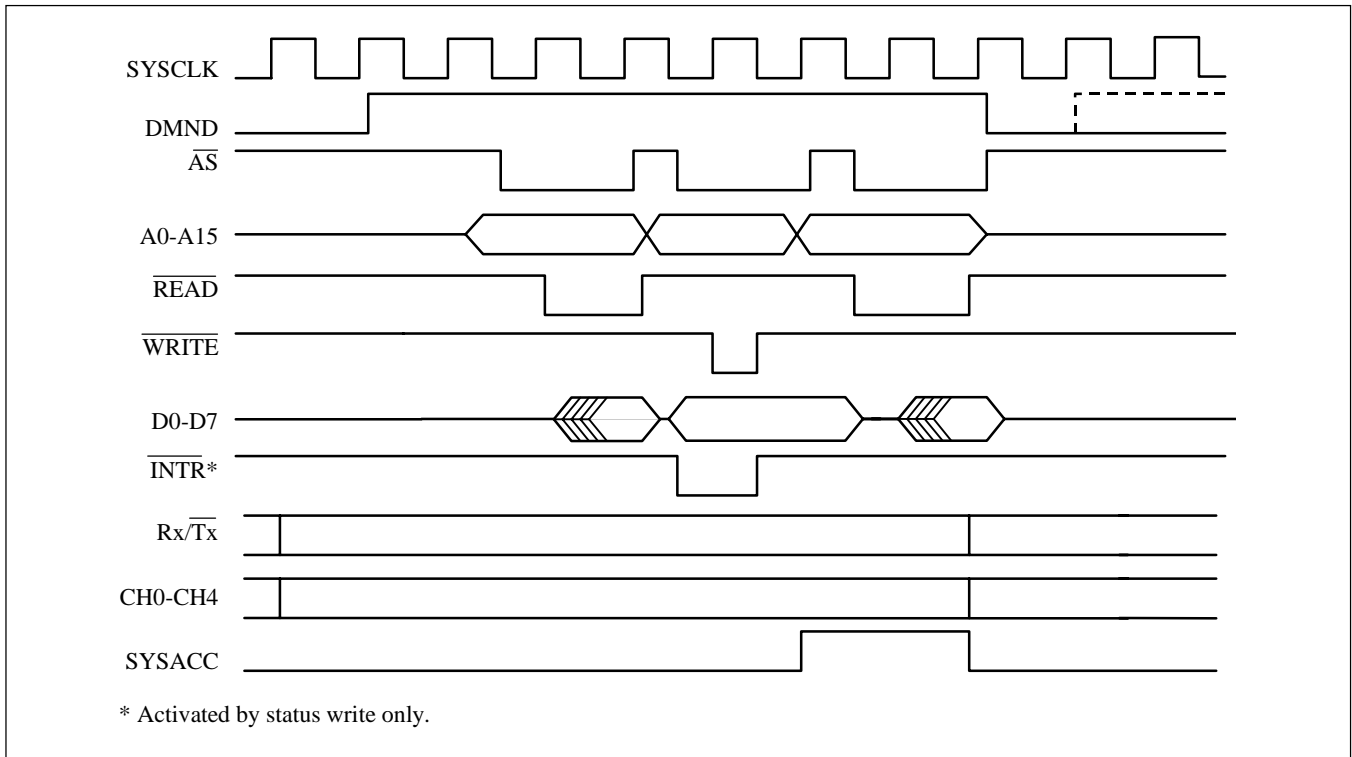 SYSCLK
DMND
AS
A0-A15
READ
WRITE
D0-D7
INTR*
Rx/Tx
CH0-CH4
SYSACC
* Activated by status write only.